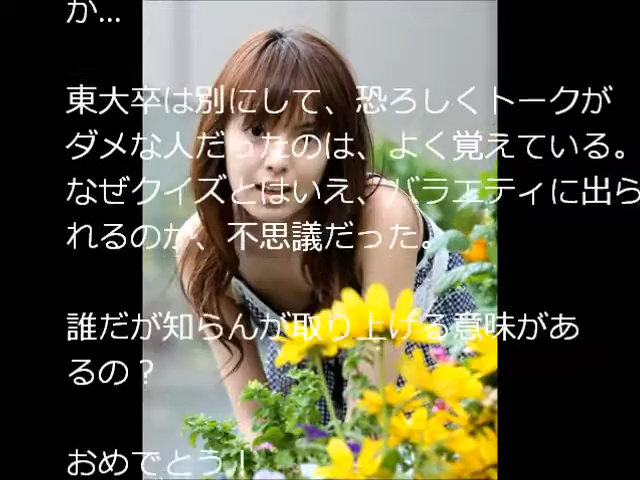 か...
東大卒は別にして、恐ろしくトークが
ダメな人だったのは、よく覚えている。
なぜクイズとはいえ、バラエティに出ら
れるのか、不思議だった。
誰だが知らんが取り上げる意味があ
るの？
おめでとう！